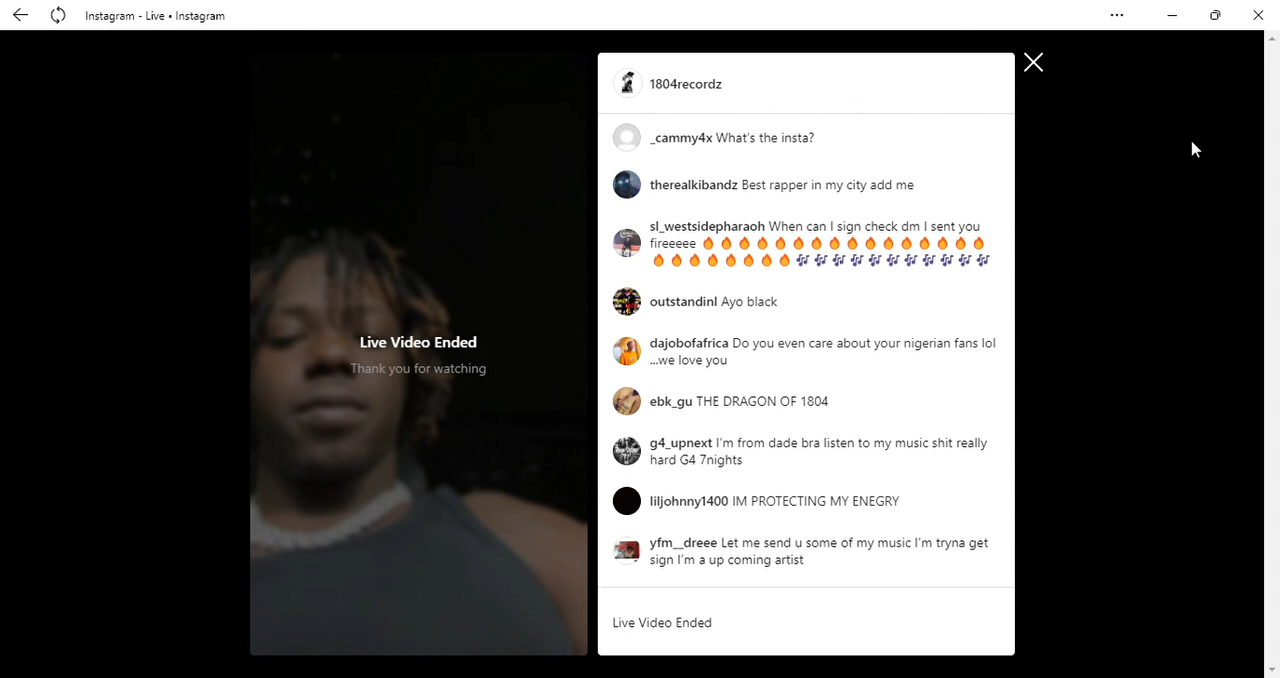 Instagram - Live • Instagram
1804recordz
_cammy4x What's the insta?
therealkibandz Best rapper in my city add me
sl_westsidepharaoh When can I sign check dm I sent you
fireeeee 🔥🔥🔥🔥🔥🔥🔥🔥🔥🔥🔥🔥🔥🔥🔥🔥
🔥🔥🔥🔥🔥🔥🔥🔥🎶🎶🎶🎶🎶🎶🎶🎶🎶🎶🎶
outstandinl Ayo black
dajobofafrica Do you even care about your nigerian fans lol
...we love you
ebk_gu THE DRAGON OF 1804
g4_upnext I'm from dade bra listen to my music shit really
hard G4 7nights
liljohnny1400 IM PROTECTING MY ENEGRY
yfm__dreee Let me send u some of my music I'm tryna get
sign I'm a up coming artist
Live Video Ended
Live Video Ended
Thank you for watching